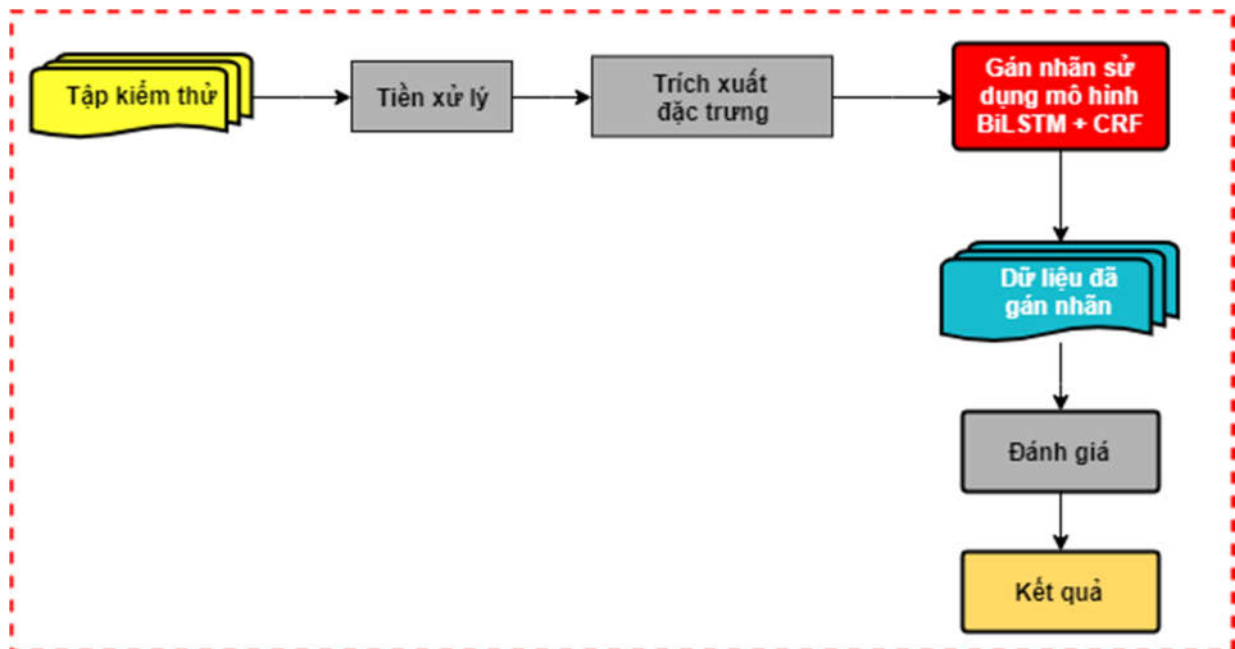 Tập kiểm thử
Tiền xử lý
Trích xuất
đặc trưng
Gán nhãn sử
dụng mô hình
BiLSTM + CRF
Dữ liệu đã
gán nhãn
Đánh giá
Kết quả